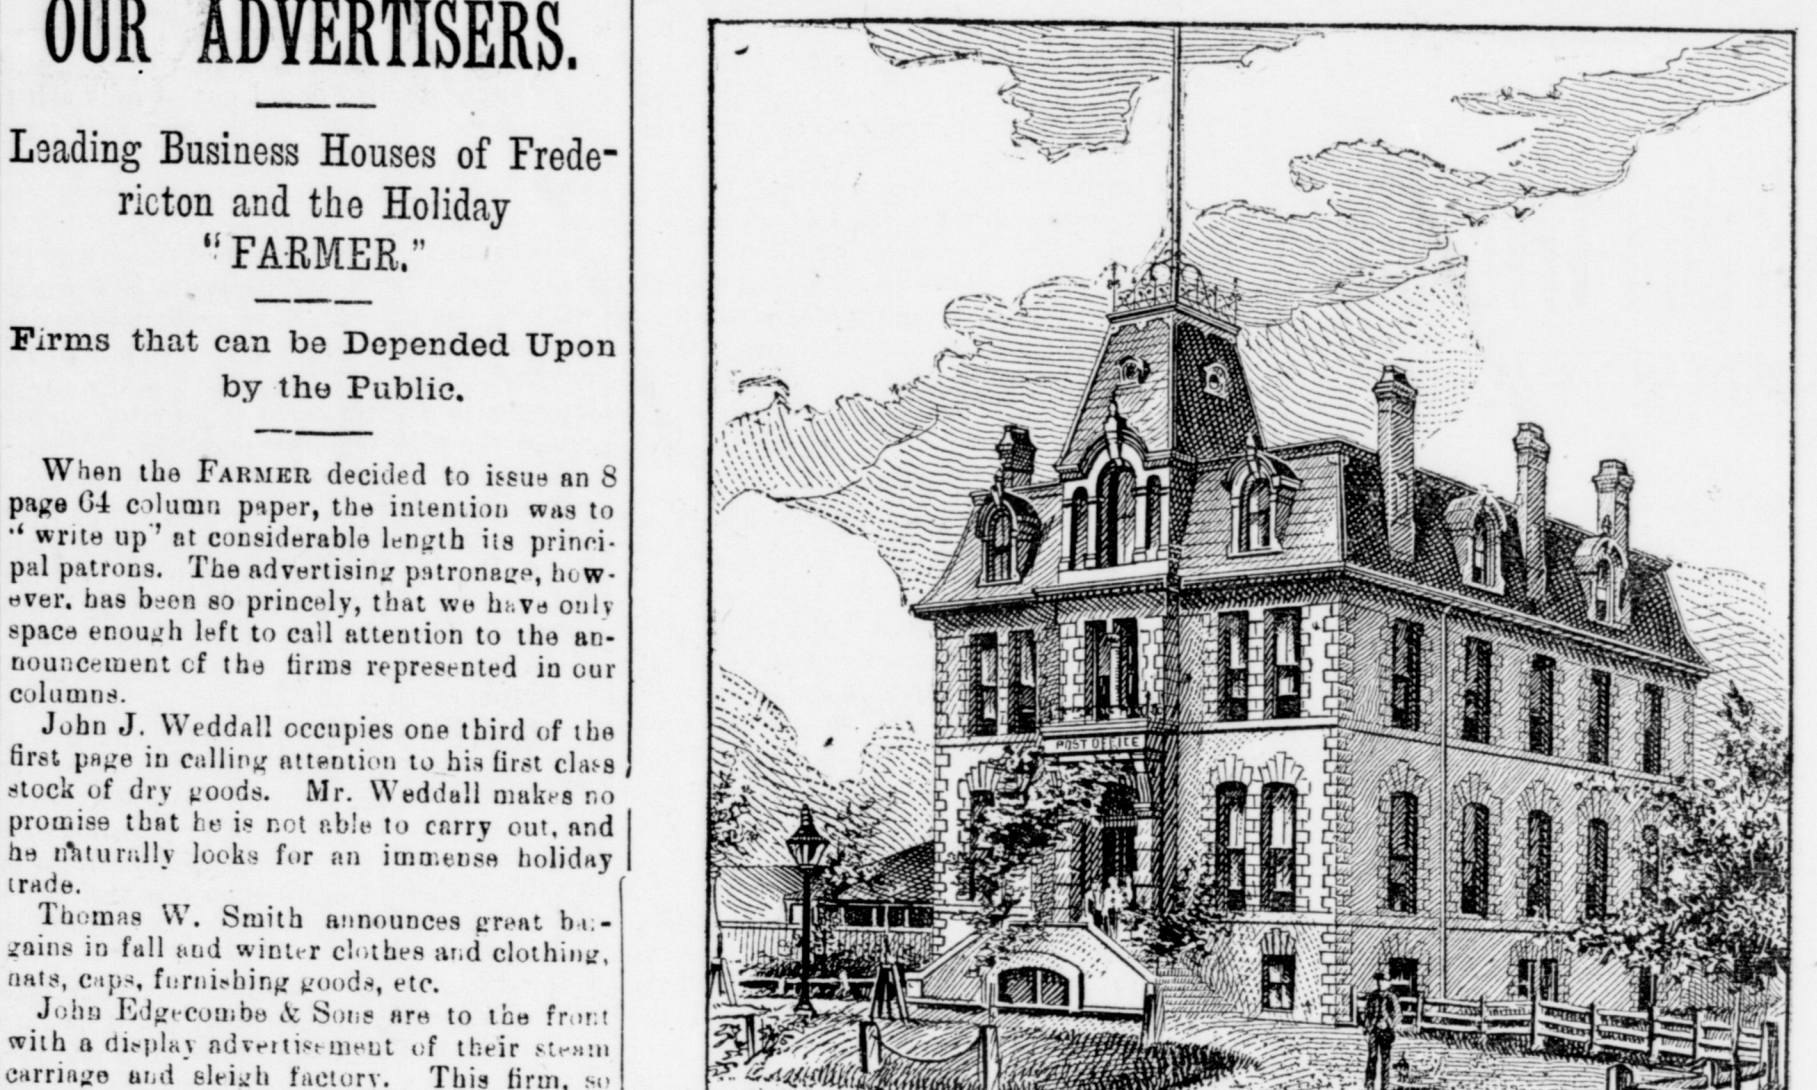 OUR ADVERTISERS.
Leading Business Houses of Frede-
ricton and the Holiday
"FARMER."
Firms that can be Depended Upon
by the Public.
When the FARMER decided to issue an 8
page 64 column paper, the intention was to
"write up" at considerable length its princi-
pal patrons. The advertising patronage, how-
ever, has been so princely, that we have only
space enough left to call attention to the an-
nouncement of the firms represented in our
columns.
John J. Weddall occupies one third of the
first page in calling attention to his first class
stock of dry goods. Mr. Weddall makes no
promise that he is not able to carry out, and
he naturally looks for an immense holiday
trade.
Thomas W. Smith announces great bar-
gains in fall and winter clothes and clothing,
hats, caps, furnishing goods, etc.
John Edgecombe & Sons are to the front
with a display advertisement of their steam
carriage and sleigh factory. This firm, so
POST OFFICE